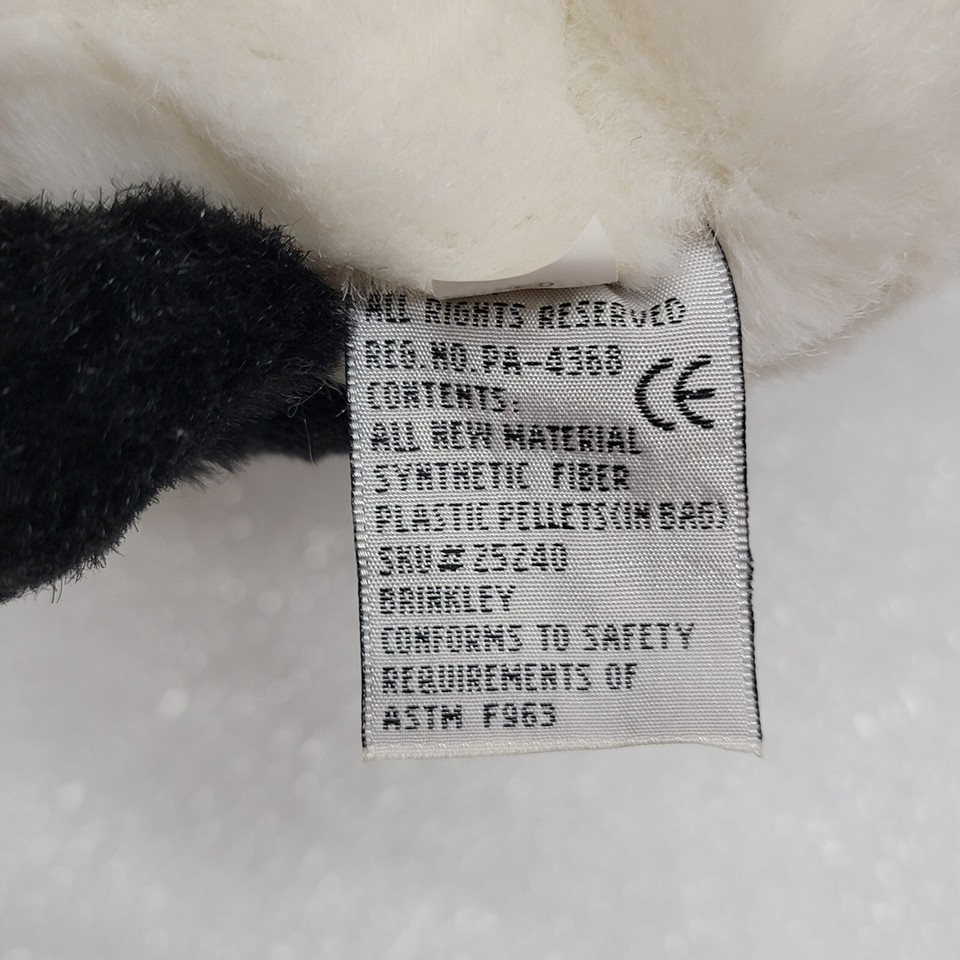 ALL RIGHTS RESERVED
REG. NO. PA-4368
CE
CONTENTS:
ALL NEW MATERIAL
SYNTHETIC FIBER
PLASTIC PELLETS(IN BAG)
SKU# 25240
BRINKLEY
CONFORMS TO SAFETY
REQUIREMENTS OF
ASTM F963